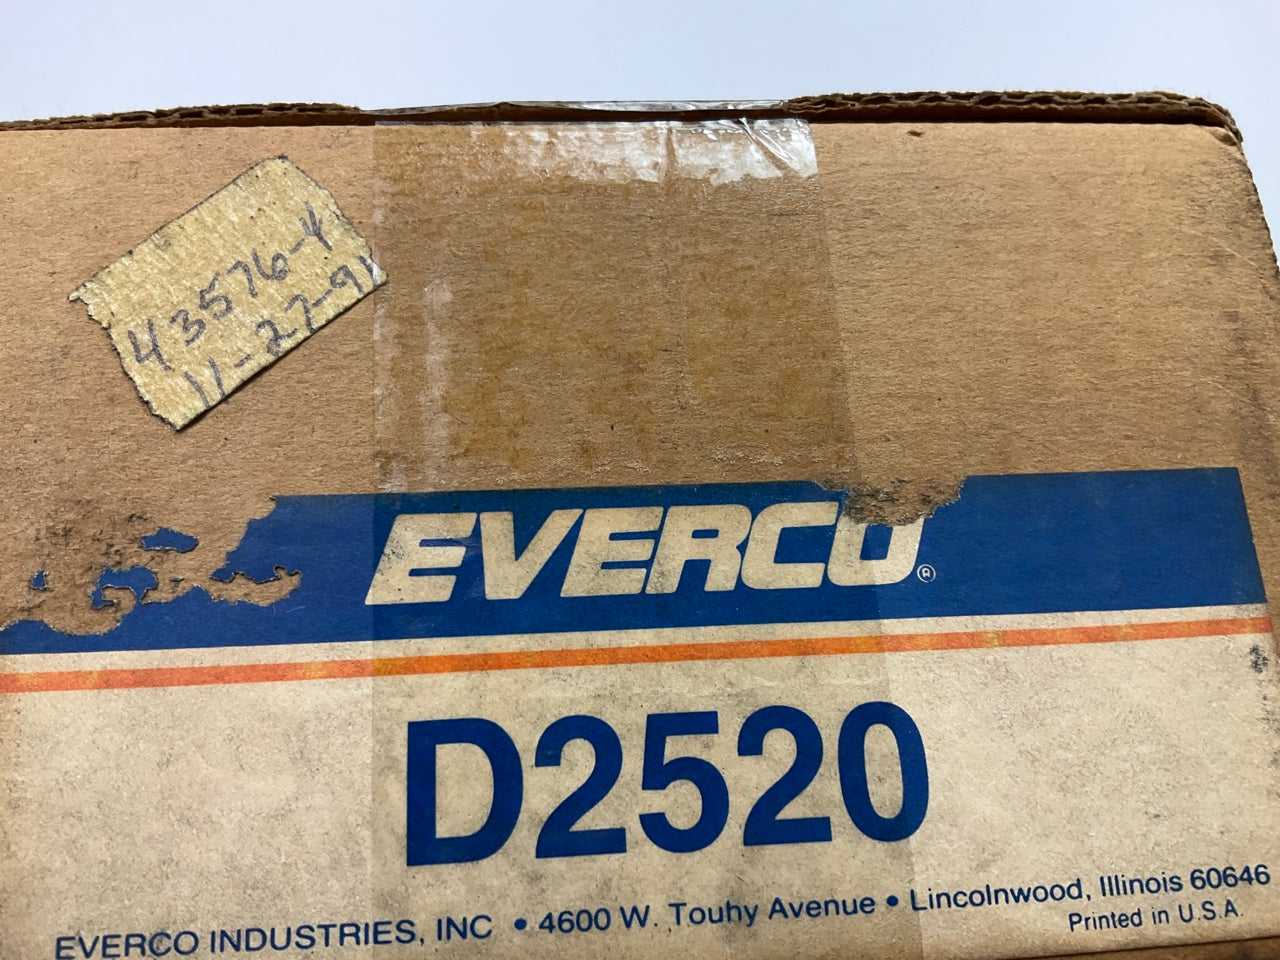 43576-4
11-27-91
EVERCO®
D2520
EVERCO INDUSTRIES, INC • 4600 W. Touhy Avenue • Lincolnwood, Illinois 60646
Printed in U.S.A.